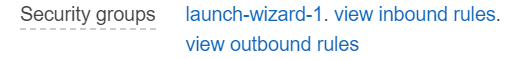 Security groups launch-wizard-1. view inbound rules.
view outbound rules